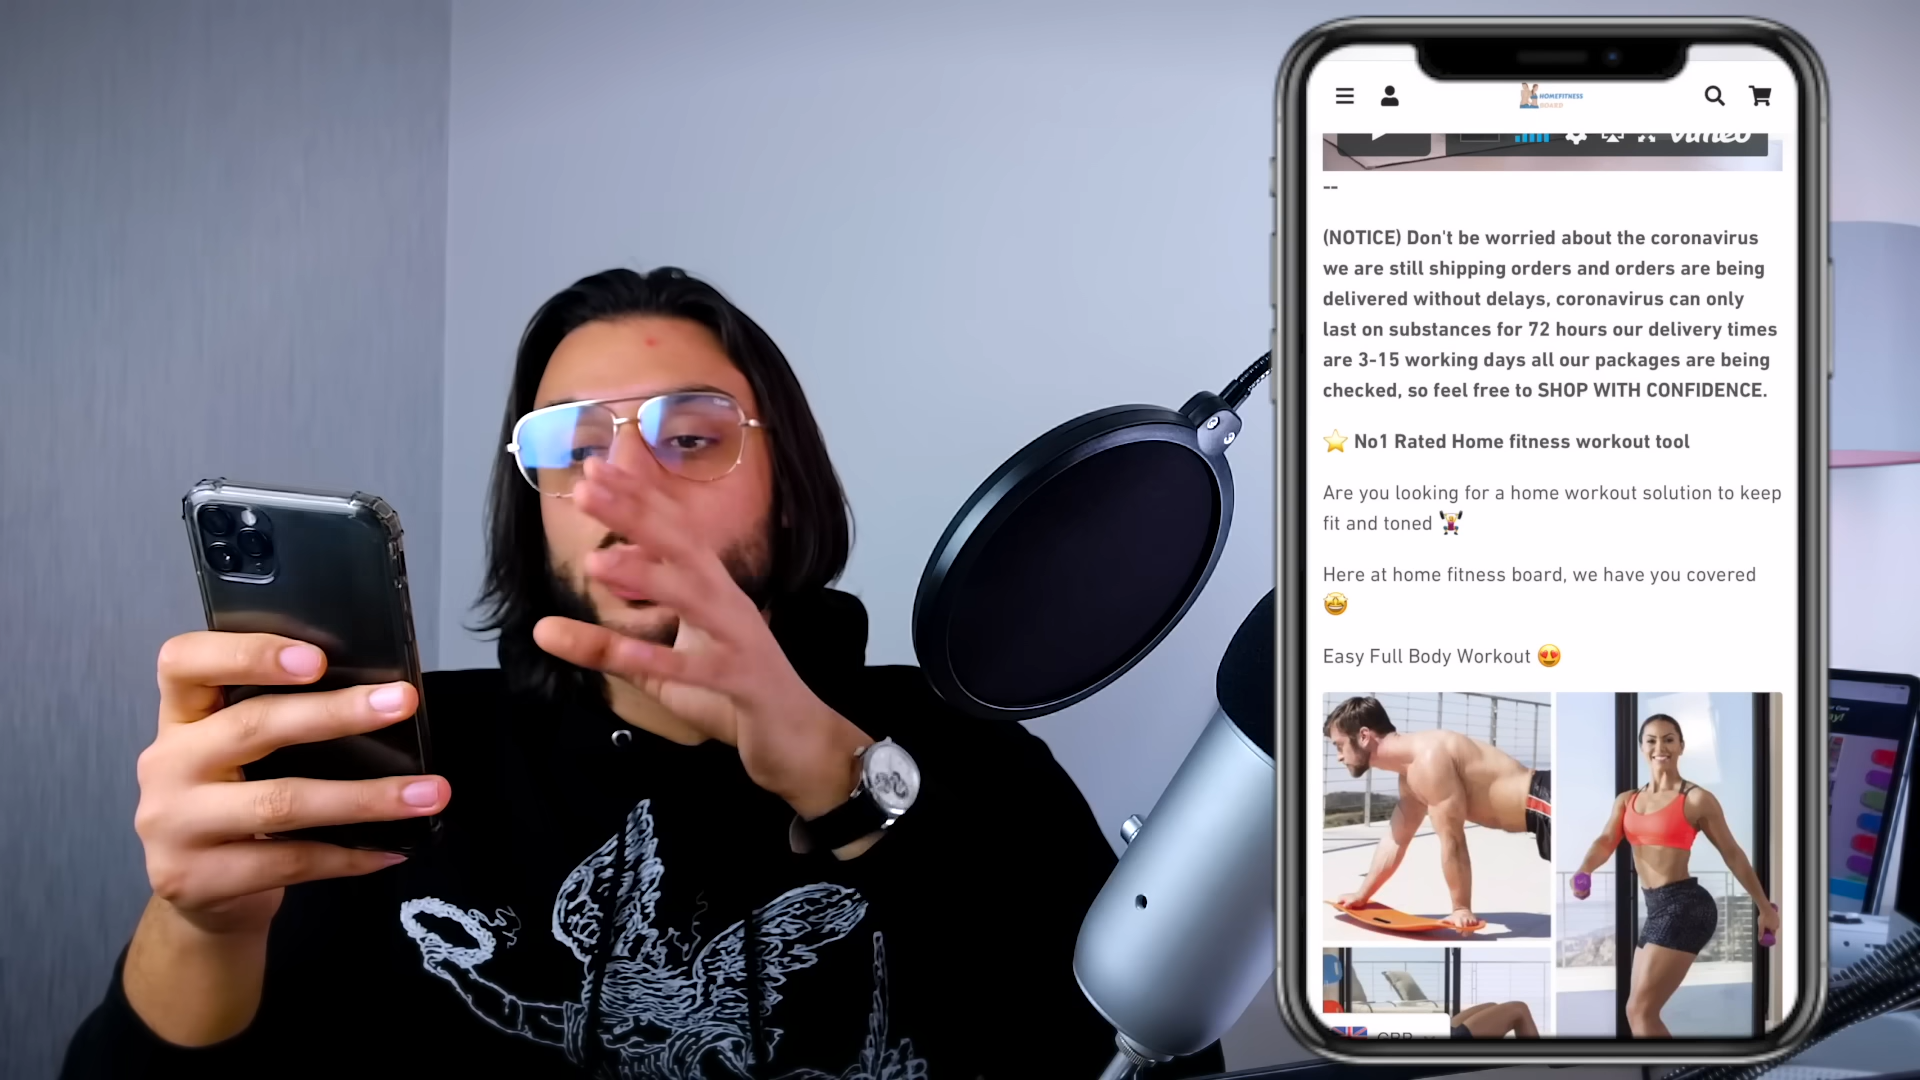 HOMEFITNESS
BOARD
vimeo
--
(NOTICE) Don't be worried about the coronavirus
we are still shipping orders and orders are being
delivered without delays, coronavirus can only
last on substances for 72 hours our delivery times
are 3-15 working days all our packages are being
checked, so feel free to SHOP WITH CONFIDENCE.
⭐ No1 Rated Home fitness workout tool
Are you looking for a home workout solution to keep
fit and toned 🏋️‍♀️
Here at home fitness board, we have you covered
🤩
Easy Full Body Workout 😍
GBP